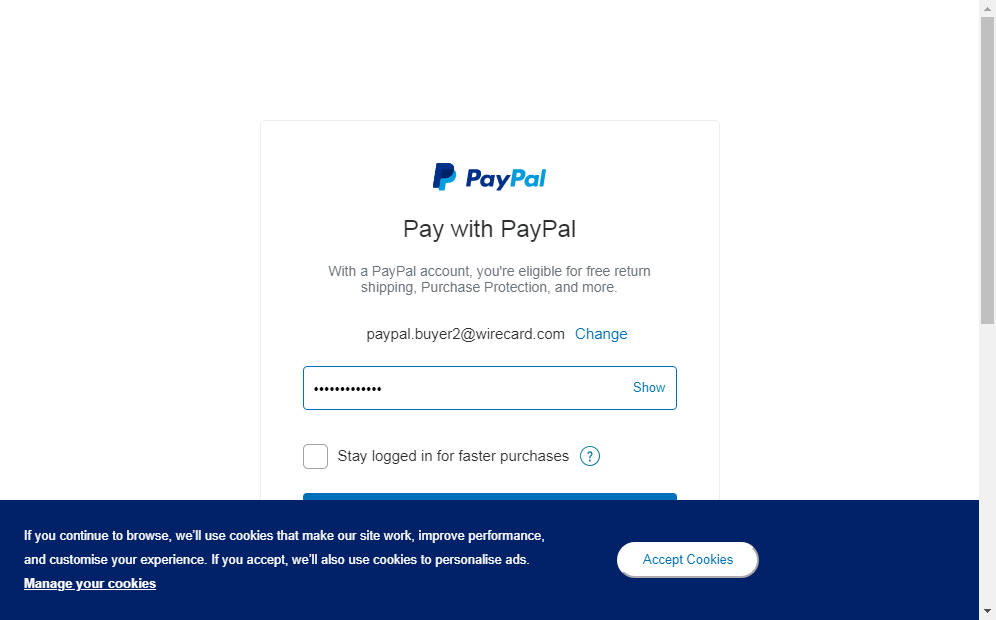 PayPal
Pay with PayPal
With a PayPal account, you're eligible for free return
shipping, Purchase Protection, and more.
paypal.buyer2@wirecard.com Change
••••••••••••• Show
Stay logged in for faster purchases ?
If you continue to browse, we’ll use cookies that make our site work, improve performance,
and customise your experience. If you accept, we’ll also use cookies to personalise ads.
Manage your cookies
Accept Cookies